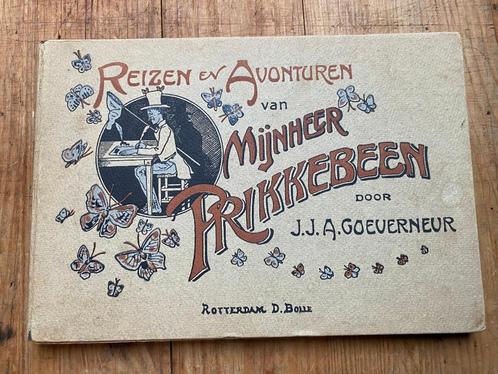 REIZEN EN AVONTUREN
van
MIJNHEER
PRIKKEBEEN
DOOR
J.J.A. GOEVERNEUR
ROTTERDAM D. BOLLE